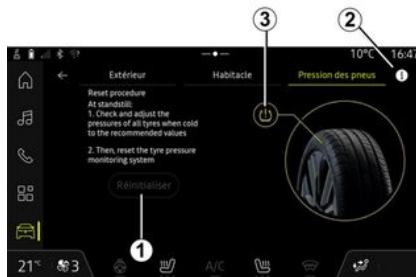 3
2
10°C 16:47
Extérieur
Habitacle
Pression des pneus
Reset procedure
At standstill:
1. Check and adjust the
pressures of all tyres when cold
to the recommended values
2. Then, reset the tyre pressure
monitoring system
Réinitialiser
1
21°C
3
A/C